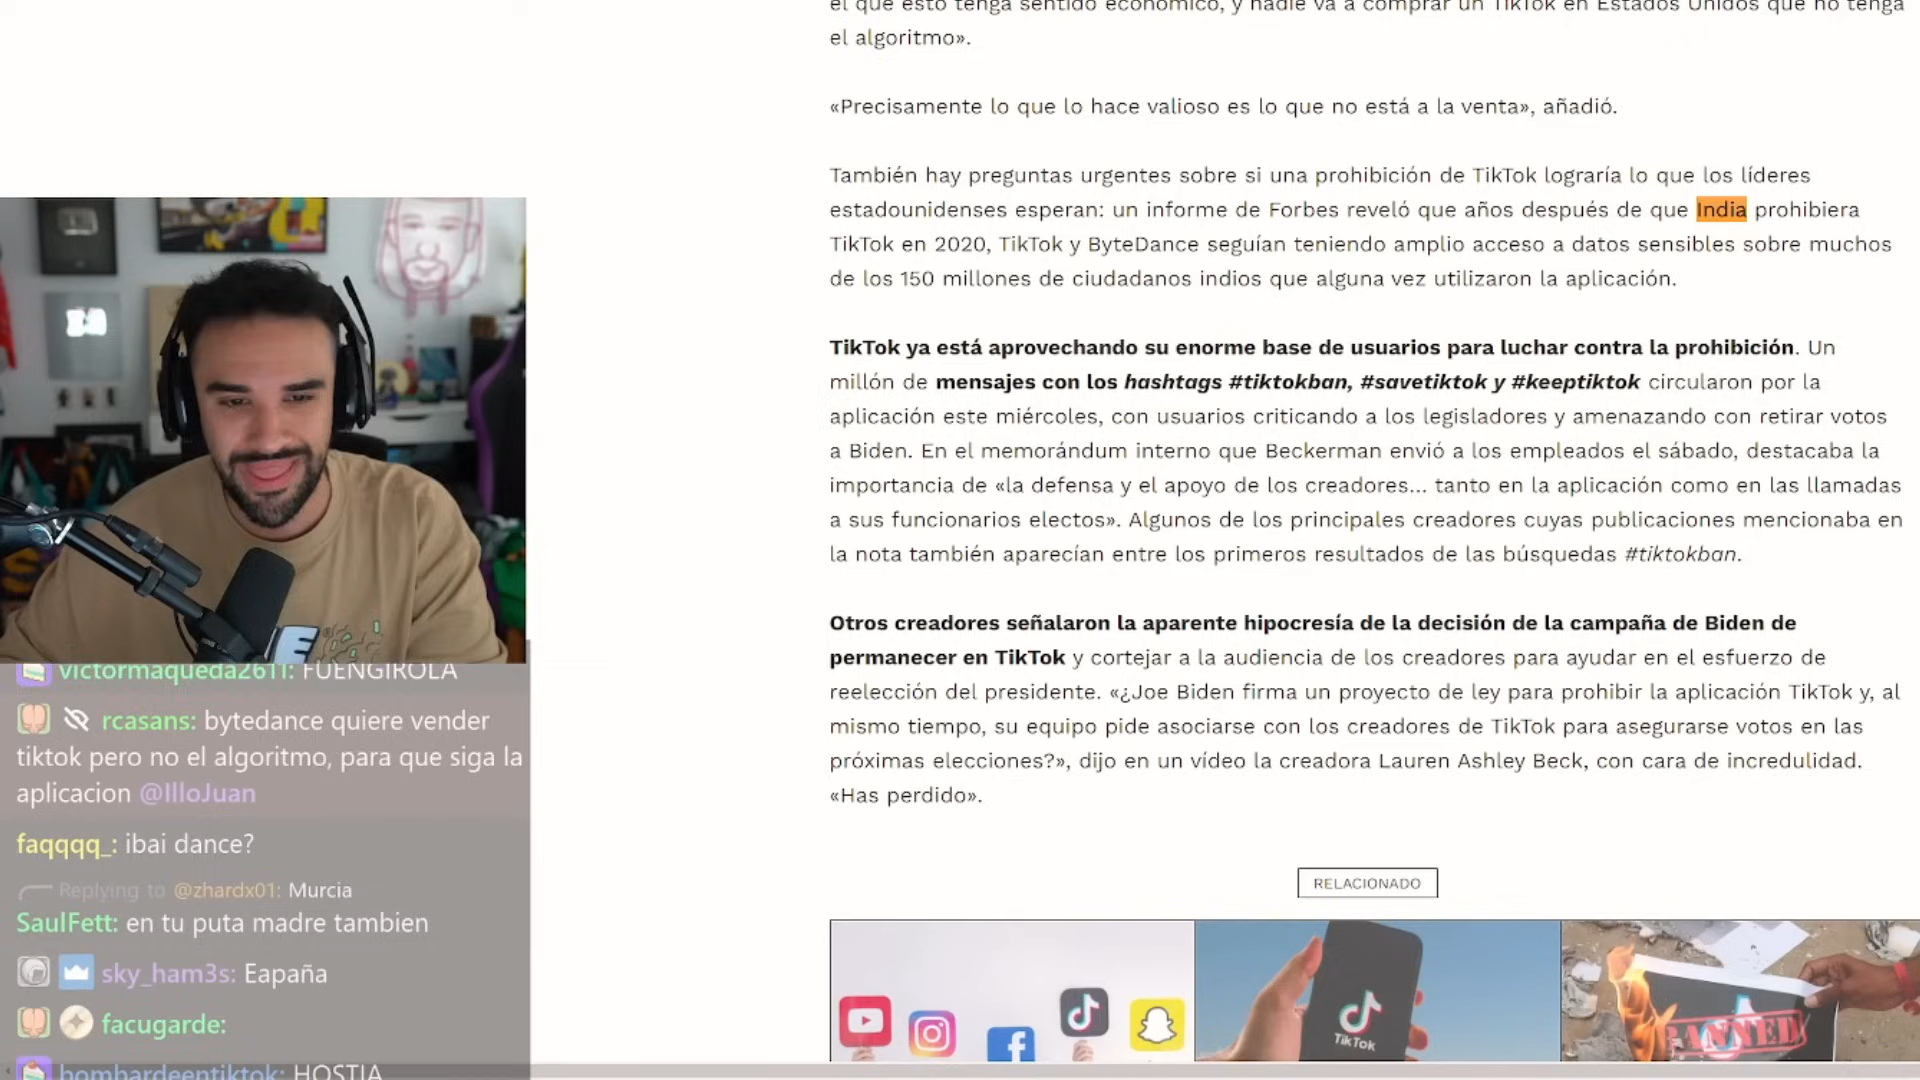 el que esto tenga sentido económico, y nadie va a comprar un TikTok en Estados Unidos que no tenga
el algoritmo».
«Precisamente lo que lo hace valioso es lo que no está a la venta», añadió.
También hay preguntas urgentes sobre si una prohibición de TikTok lograría lo que los líderes
estadounidenses esperan: un informe de Forbes reveló que años después de que India prohibiera
TikTok en 2020, TikTok y ByteDance seguían teniendo amplio acceso a datos sensibles sobre muchos
de los 150 millones de ciudadanos indios que alguna vez utilizaron la aplicación.
TikTok ya está aprovechando su enorme base de usuarios para luchar contra la prohibición. Un
millón de mensajes con los hashtags #tiktokban, #savetiktok y #keeptiktok circularon por la
aplicación este miércoles, con usuarios criticando a los legisladores y amenazando con retirar votos
a Biden. En el memorándum interno que Beckerman envió a los empleados el sábado, destacaba la
importancia de «la defensa y el apoyo de los creadores... tanto en la aplicación como en las llamadas
a sus funcionarios electos». Algunos de los principales creadores cuyas publicaciones mencionaba en
la nota también aparecían entre los primeros resultados de las búsquedas #tiktokban.
Otros creadores señalaron la aparente hipocresía de la decisión de la campaña de Biden de
permanecer en TikTok y cortejar a la audiencia de los creadores para ayudar en el esfuerzo de
reelección del presidente. «¿Joe Biden firma un proyecto de ley para prohibir la aplicación TikTok y, al
mismo tiempo, su equipo pide asociarse con los creadores de TikTok para asegurarse votos en las
próximas elecciones?», dijo en un vídeo la creadora Lauren Ashley Beck, con cara de incredulidad.
«Has perdido».
RELACIONADO
TikTok
BANNED
victormaqueda2611: FUENGIROLA
rcasans: bytedance quiere vender
tiktok pero no el algoritmo, para que siga la
aplicacion @IlloJuan
faqqqq_: ibai dance?
Replying to @zhardx01: Murcia
SaulFett: en tu puta madre tambien
sky_ham3s: Eapaña
facugarde:
bombardeentiktok: HOSTIA